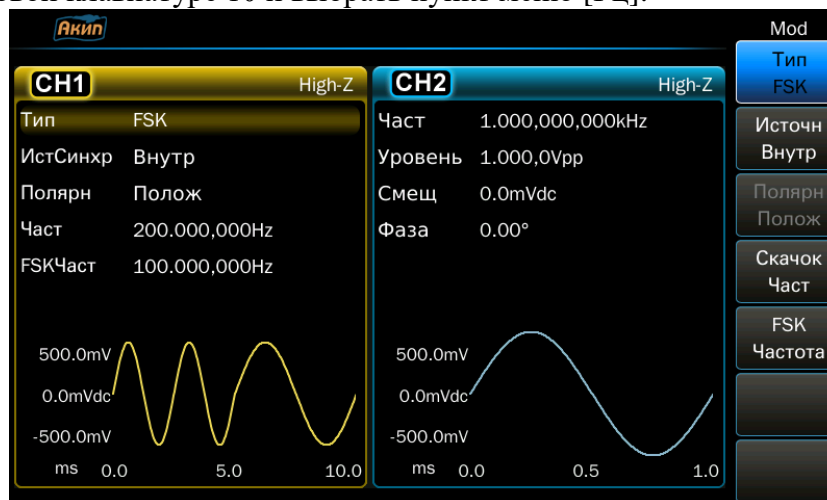 Акип
Mod
CH1 High-Z
Тип FSK
ИстСинхр Внутр
Полярн Полож
Част 200.000,000Hz
FSKЧаст 100.000,000Hz
500.0mV
0.0mVdc
-500.0mV
ms 0.0 5.0 10.0
CH2 High-Z
Част 1.000,000,000kHz
Уровень 1.000,0Vpp
Смещ 0.0mVdc
Фаза 0.00°
500.0mV
0.0mVdc
-500.0mV
ms 0.0 0.5 1.0
Тип
FSK
Источн
Внутр
Полярн
Полож
Скачок
Част
FSK
Частота